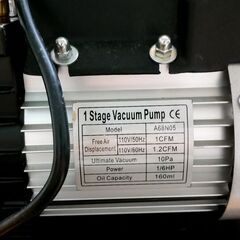 1 Stage Vacuum Pump CE
Model A68N05
Free Air Displacement 110V/50Hz 1CFM
110V/60Hz 1.2CFM
Ultimate Vacuum 10Pa
Power 1/6HP
Oil Capacity 160ml